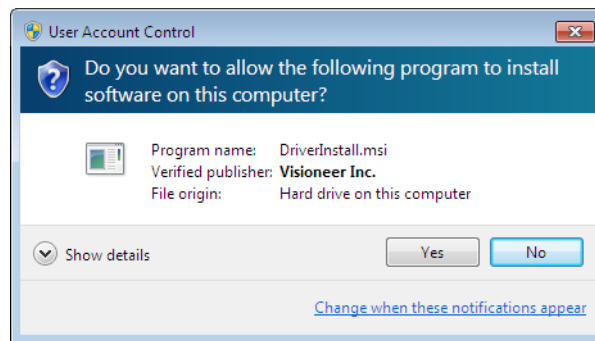 User Account Control
Do you want to allow the following program to install
software on this computer?
Program name: DriverInstall.msi
Verified publisher: Visioneer Inc.
File origin: Hard drive on this computer
Show details
Yes
No
Change when these notifications appear